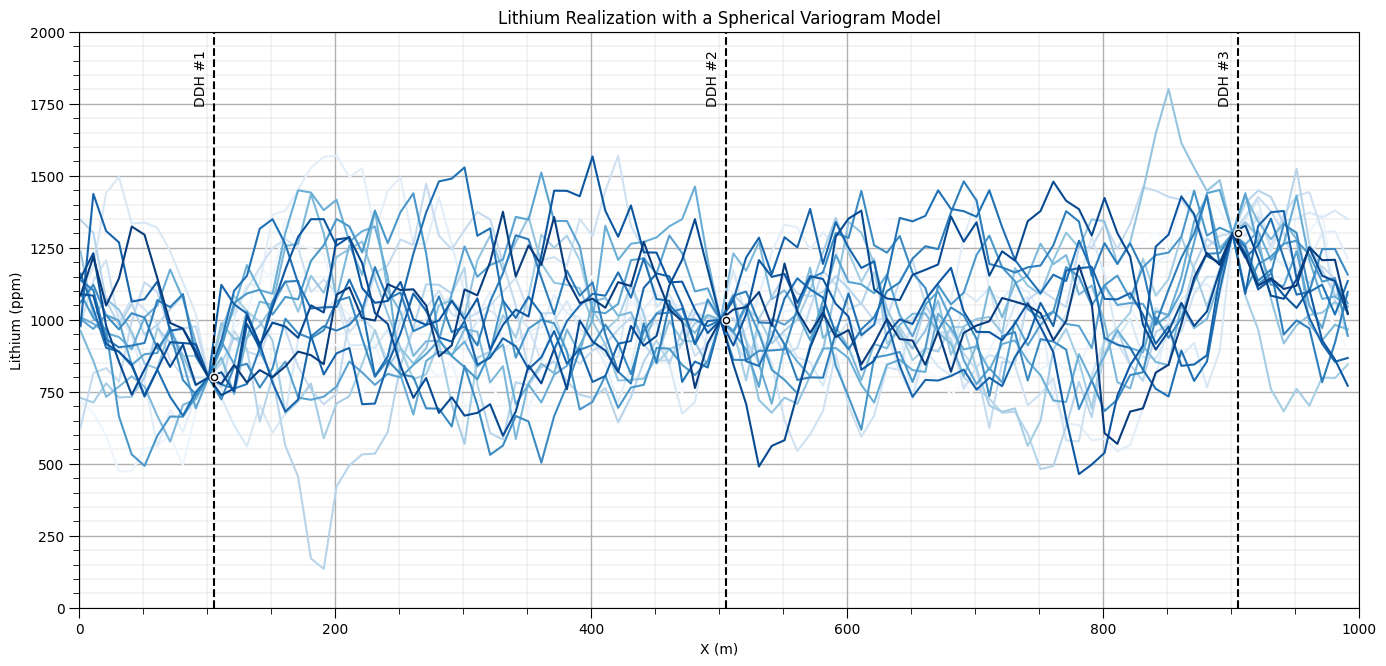 Lithium Realization with a Spherical Variogram Model
2000
1750
1500
1250
1000
750
500
250
0
Lithium (ppm)
DDH #1
DDH #2
DDH #3
0
200
400
600
800
1000
X (m)